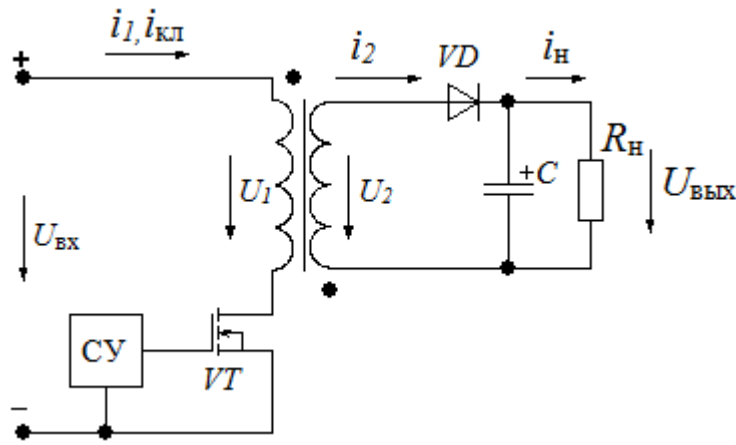 i₁, iкл
i₂
VD
iн
+
U₁
U₂
+C
Rн
Uвых
Uвх
СУ
VT
–